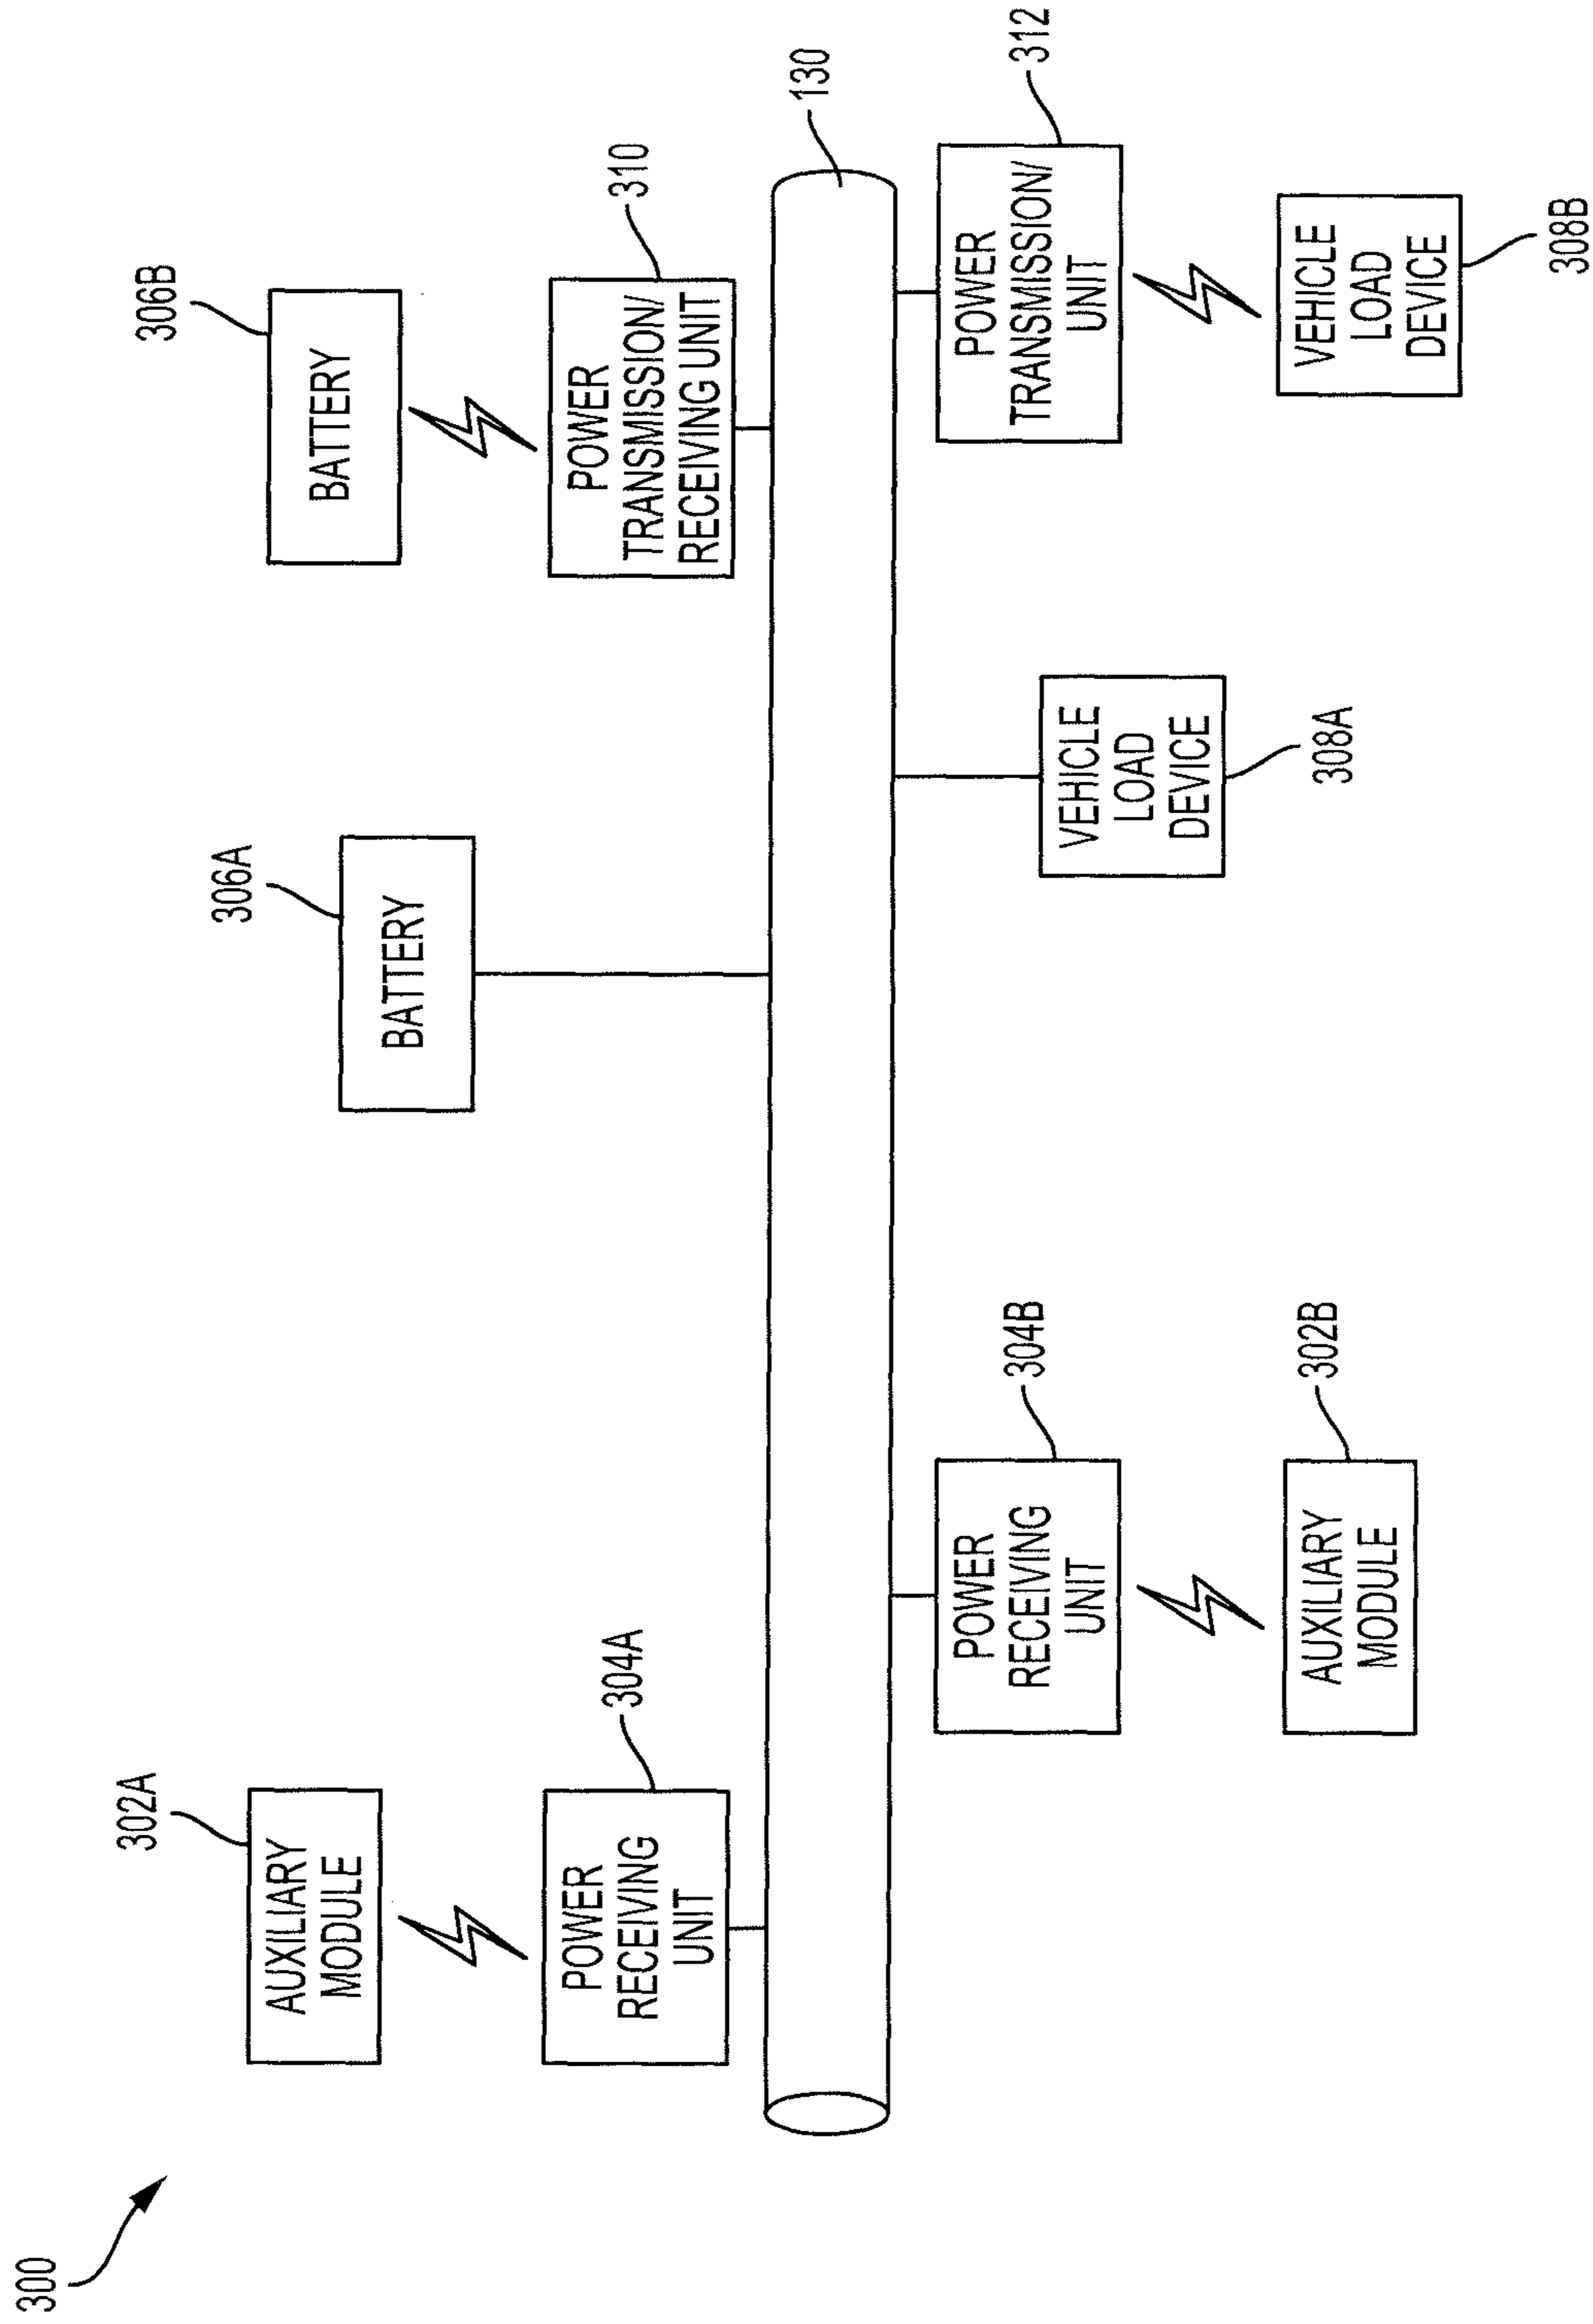 300
302A
AUXILIARY
MODULE
304A
POWER
RECEIVING
UNIT
306A
BATTERY
306B
BATTERY
310
POWER
TRANSMISSION/
RECEIVING UNIT
130
304B
POWER
RECEIVING
UNIT
302B
AUXILIARY
MODULE
VEHICLE
LOAD
DEVICE
308A
312
POWER
TRANSMISSION/
UNIT
VEHICLE
LOAD
DEVICE
308B